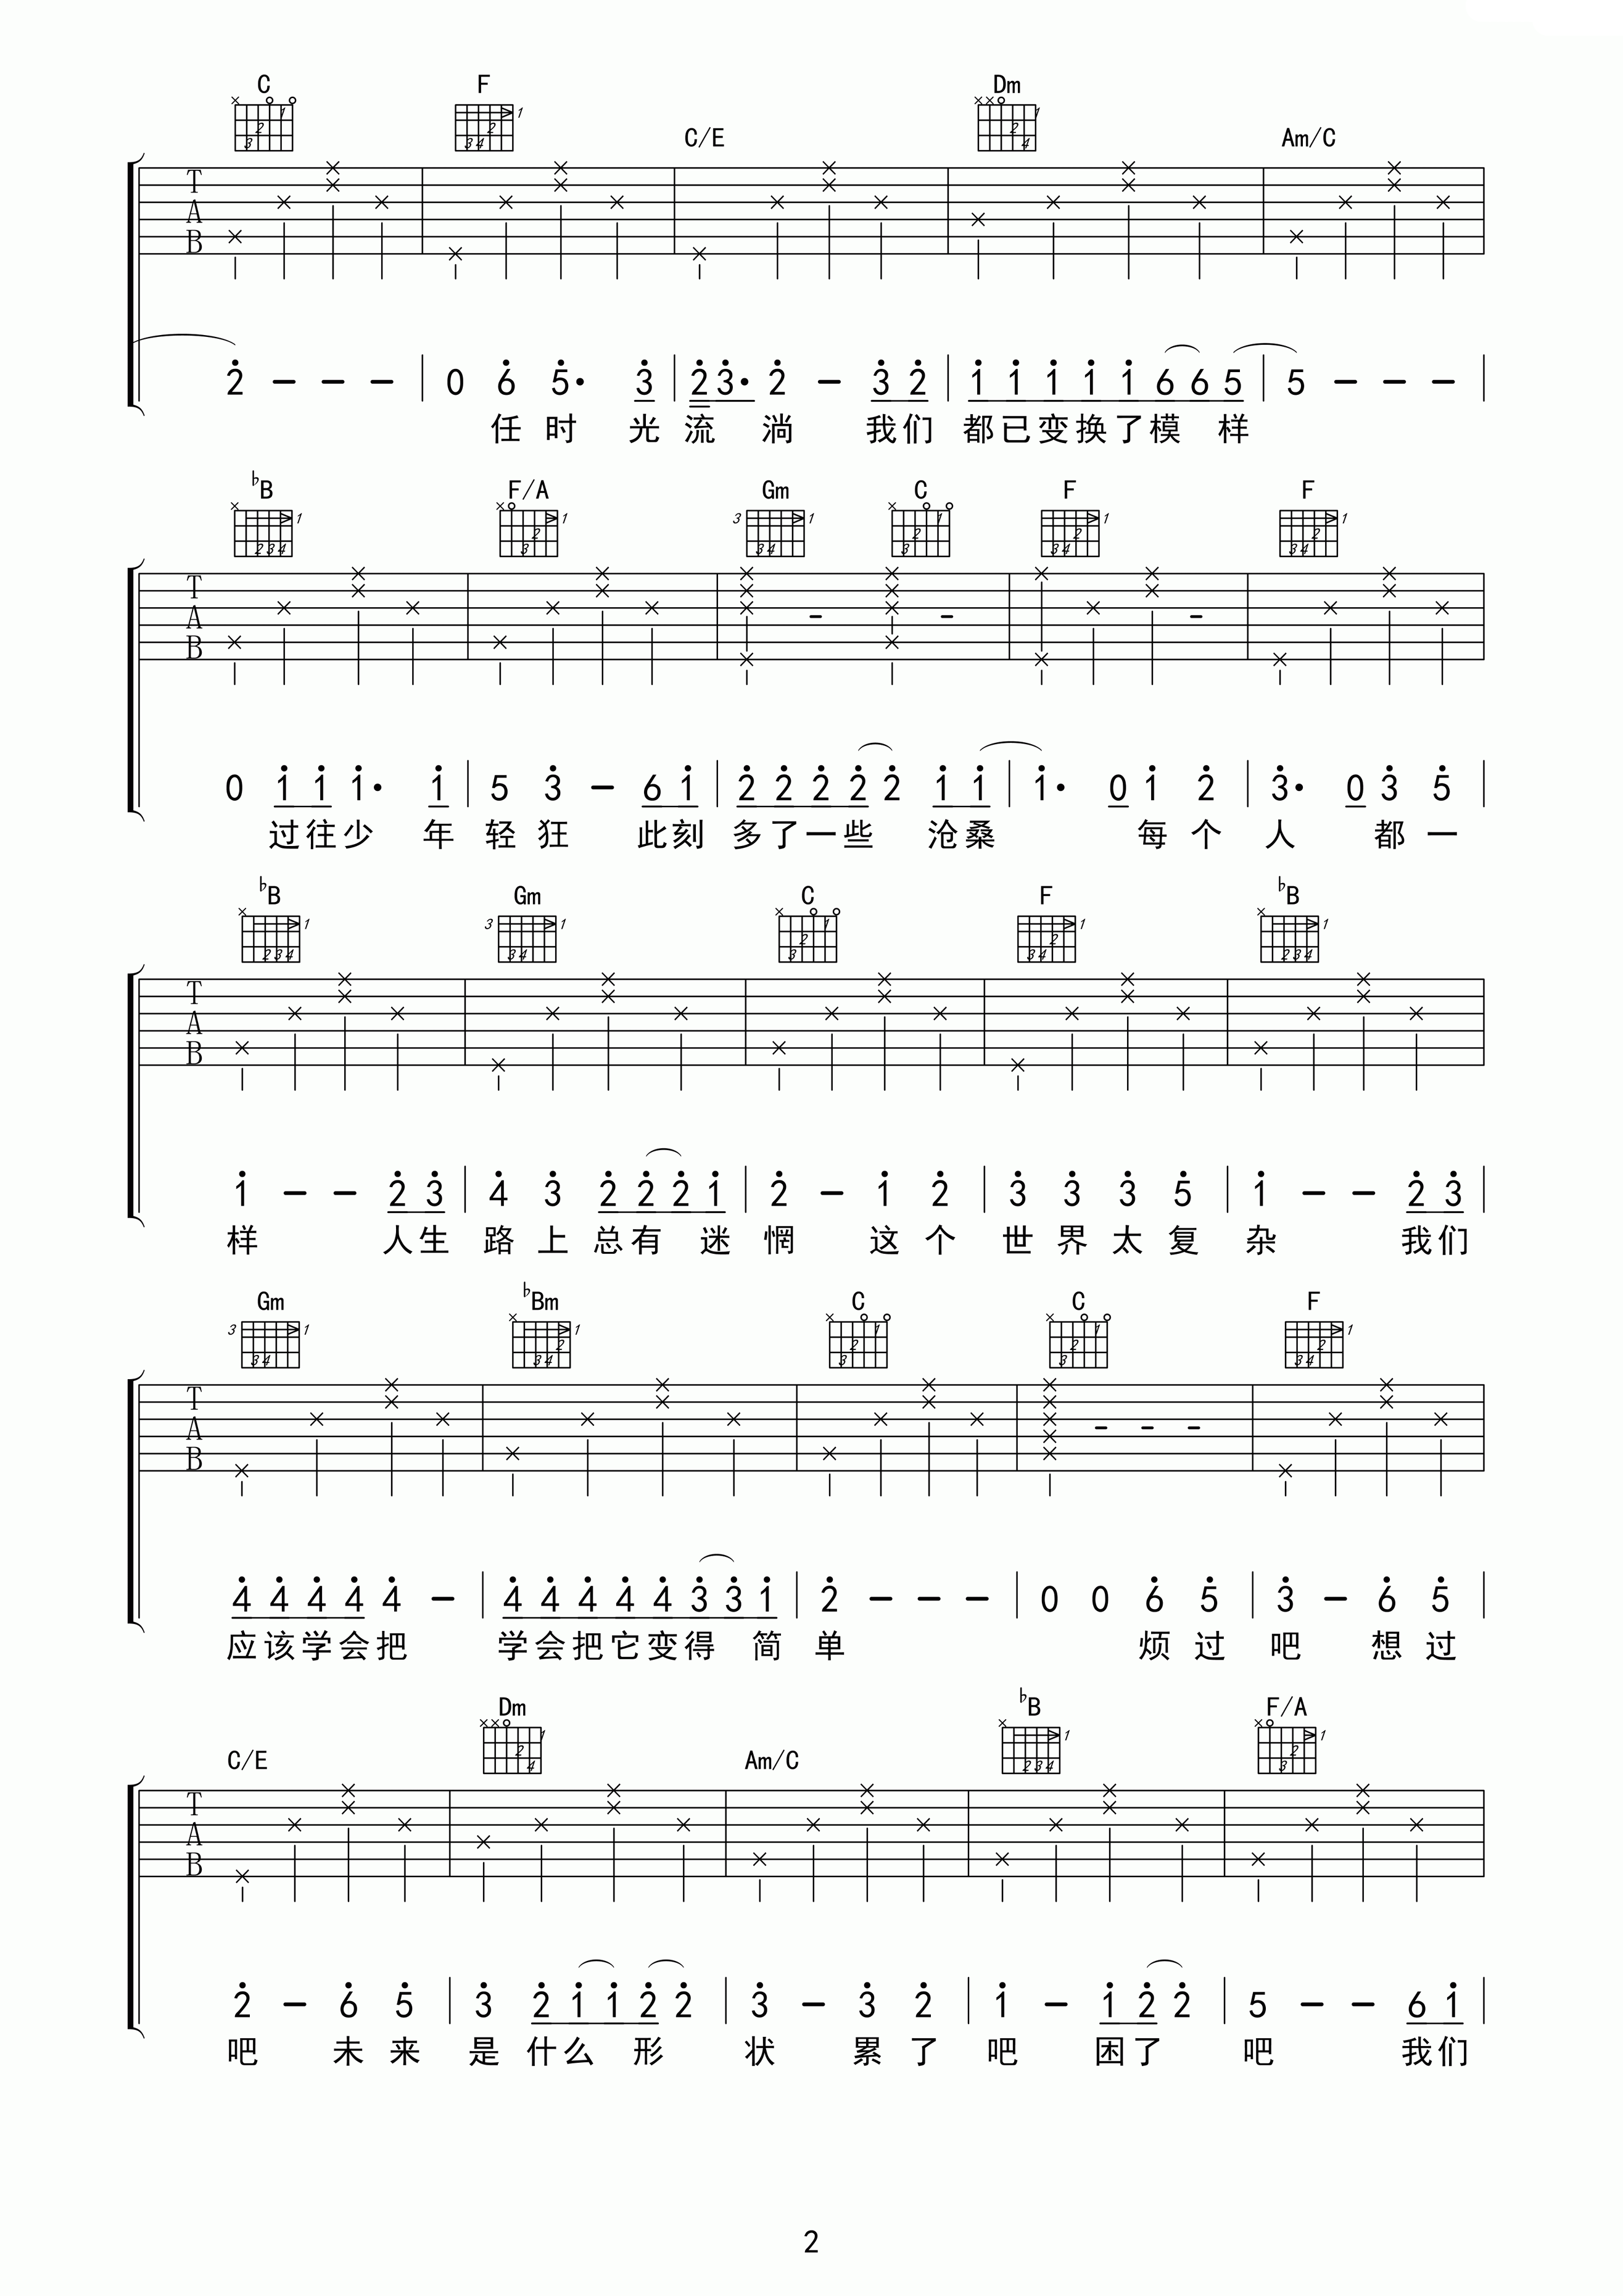 C F C/E Dm Am/C
2 - - - | 0 6 5· 3 | 2 3· 2 - 3 2 | 1 1 1 1 1 6 6 5 | 5 - - - |
任时 光流 淌 我们 都已变换了模 样
♭B F/A Gm C F F
0 1 1 1· 1 | 5 3 - 6 1 | 2 2 2 2 2 1 1 | 1· 0 1 2 | 3· 0 3 5 |
过往少 年 轻狂 此刻 多了一些 沧桑 每个 人 都一
♭B Gm C F ♭B
1 - - 2 3 | 4 3 2 2 2 1 | 2 - 1 2 | 3 3 3 5 | 1 - - 2 3 |
样 人生 路上总有 迷 惘 这个 世界太复 杂 我们
Gm ♭Bm C C F
4 4 4 4 4 - | 4 4 4 4 4 3 3 1 | 2 - - - | 0 0 6 5 | 3 - 6 5 |
应该学会把 学会把它变得 简 单 烦过 吧 想过
C/E Dm Am/C ♭B F/A
2 - 6 5 | 3 2 1 1 2 2 | 3 - 3 2 | 1 - 1 2 2 | 5 - - 6 1 |
吧 未来 是什么 形 状 累了 吧 困了 吧 我们
2